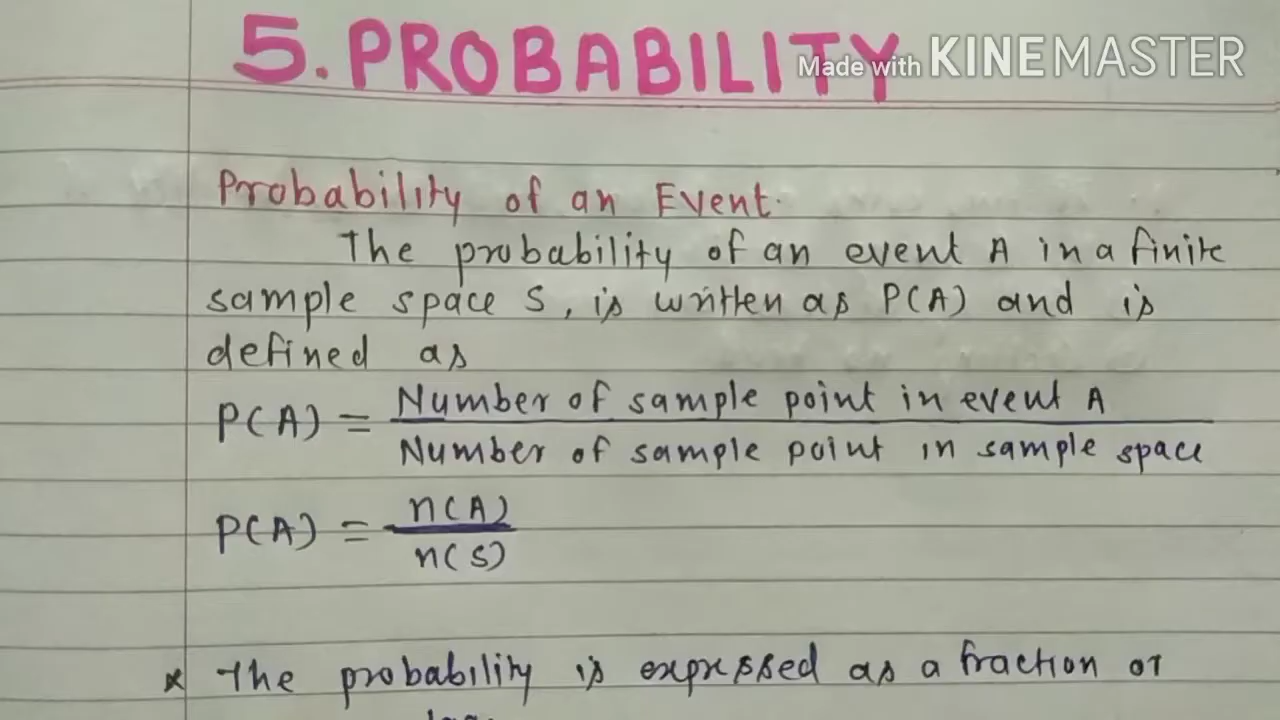 5. PROBABILITY
Made with KINEMASTER
Probability of an Event.
The probability of an event A in a finite
sample space S, is written as P(A) and is
defined as
P(A) = Number of sample point in event A
Number of sample point in sample space
P(A) = n(A)
n(S)
* The probability is expressed as a fraction or